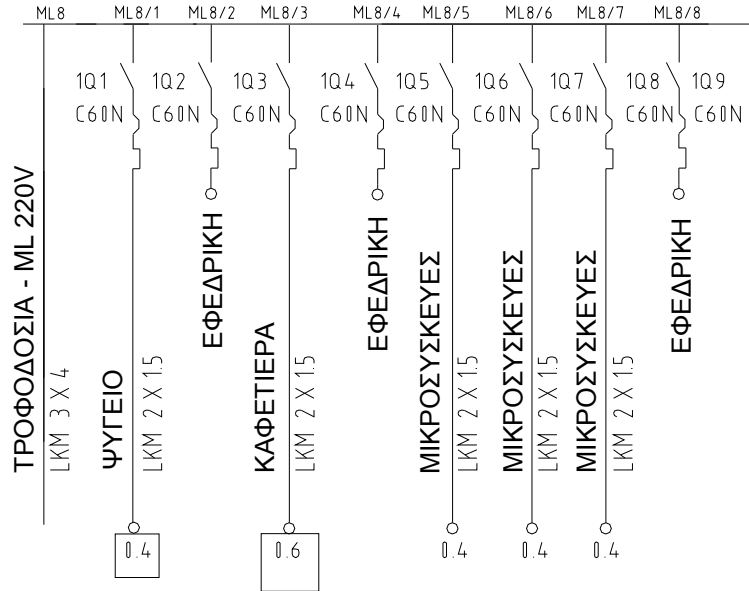 ML8 ML8/1 ML8/2 ML8/3 ML8/4 ML8/5 ML8/6 ML8/7 ML8/8
1Q1 1Q2 1Q3 1Q4 1Q5 1Q6 1Q7 1Q8 1Q9
C60N C60N C60N C60N C60N C60N C60N C60N C60N
ΤΡΟΦΟΔΟΣΙΑ - ML 220V
LKM 3 X 4
ΨΥΓΕΙΟ
LKM 2 X 1.5
ΕΦΕΔΡΙΚΗ
ΚΑΦΕΤΙΕΡΑ
LKM 2 X 1.5
ΕΦΕΔΡΙΚΗ
ΜΙΚΡΟΣΥΣΚΕΥΕΣ
LKM 2 X 1.5
ΜΙΚΡΟΣΥΣΚΕΥΕΣ
LKM 2 X 1.5
ΜΙΚΡΟΣΥΣΚΕΥΕΣ
LKM 2 X 1.5
ΕΦΕΔΡΙΚΗ
0.4 0.6 0.4 0.4 0.4